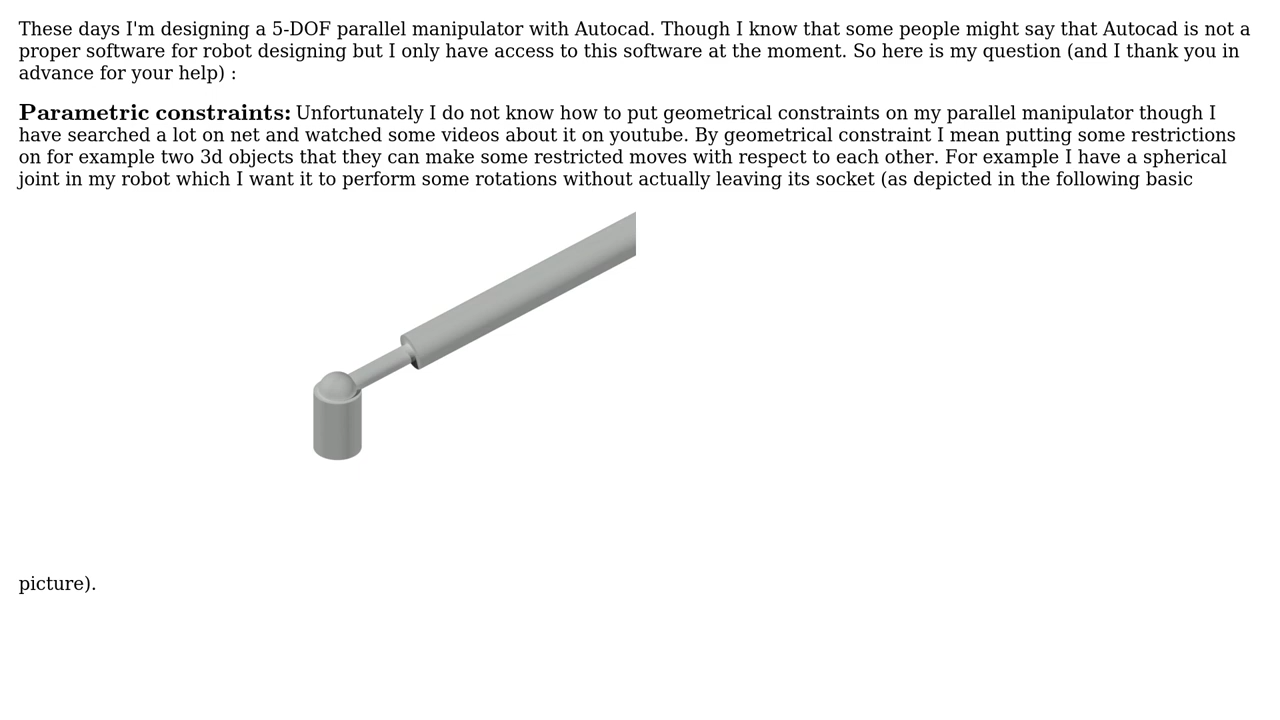 These days I'm designing a 5-DOF parallel manipulator with Autocad. Though I know that some people might say that Autocad is not a
proper software for robot designing but I only have access to this software at the moment. So here is my question (and I thank you in
advance for your help) :
Parametric constraints: Unfortunately I do not know how to put geometrical constraints on my parallel manipulator though I
have searched a lot on net and watched some videos about it on youtube. By geometrical constraint I mean putting some restrictions
on for example two 3d objects that they can make some restricted moves with respect to each other. For example I have a spherical
joint in my robot which I want it to perform some rotations without actually leaving its socket (as depicted in the following basic
picture).